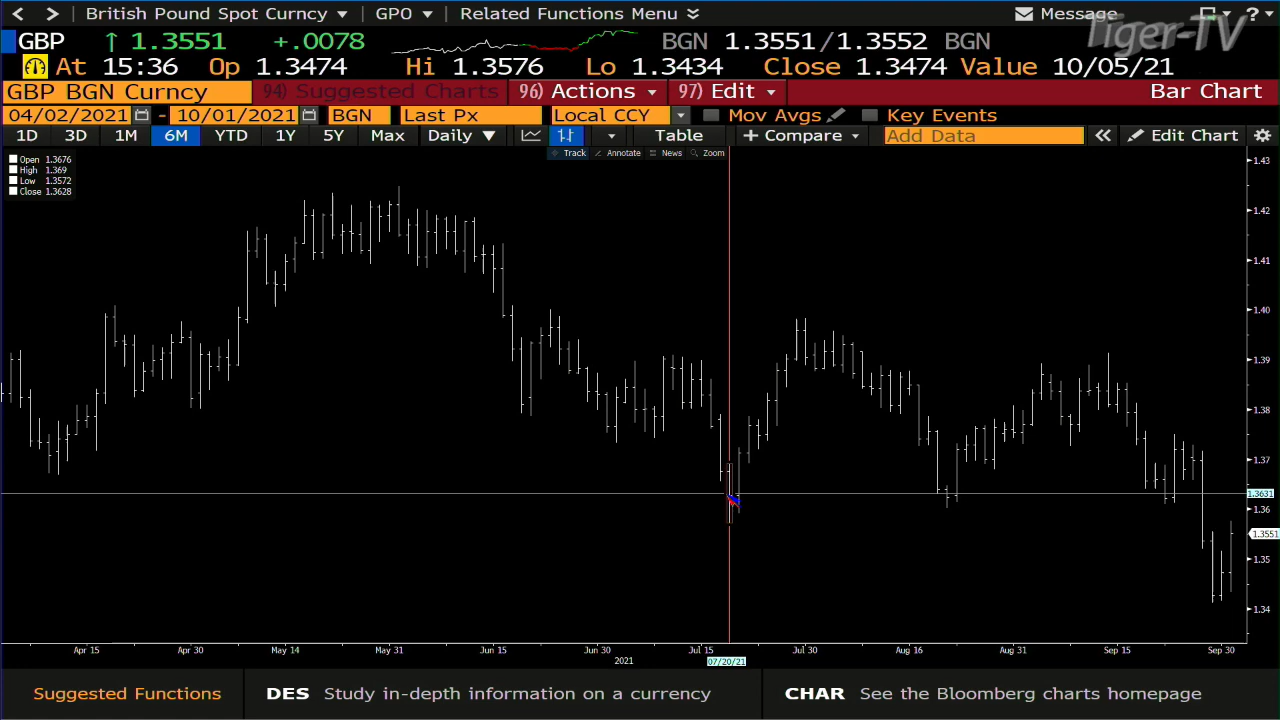 British Pound Spot Curncy GPO Related Functions Menu Message ?
Tiger-TV
GBP ↑ 1.3551 +.0078 BGN 1.3551/1.3552 BGN
At 15:36 Op 1.3474 Hi 1.3576 Lo 1.3434 Close 1.3474 Value 10/05/21
GBP BGN Curncy 94) Suggested Charts 96) Actions 97) Edit Bar Chart
04/02/2021 - 10/01/2021 BGN Last Px Local CCY Mov Avgs Key Events
1D 3D 1M 6M YTD 1Y 5Y Max Daily ▼ Table + Compare Add Data « Edit Chart
Track Annotate News Zoom
Open 1.3676
High 1.369
Low 1.3572
Close 1.3628
1.43
1.42
1.41
1.40
1.39
1.38
1.37
1.3631
1.36
1.3551
1.35
1.34
Apr 15 Apr 30 May 14 May 31 Jun 15 Jun 30 Jul 15 Jul 30 Aug 16 Aug 31 Sep 15 Sep 30
2021 07/20/21
Suggested Functions DES Study in-depth information on a currency CHAR See the Bloomberg charts homepage